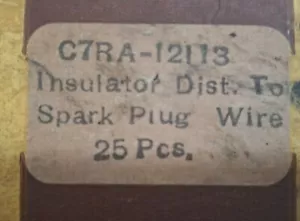 C7RA-12113
Insulator Dist. To
Spark Plug Wire
25 Pcs.